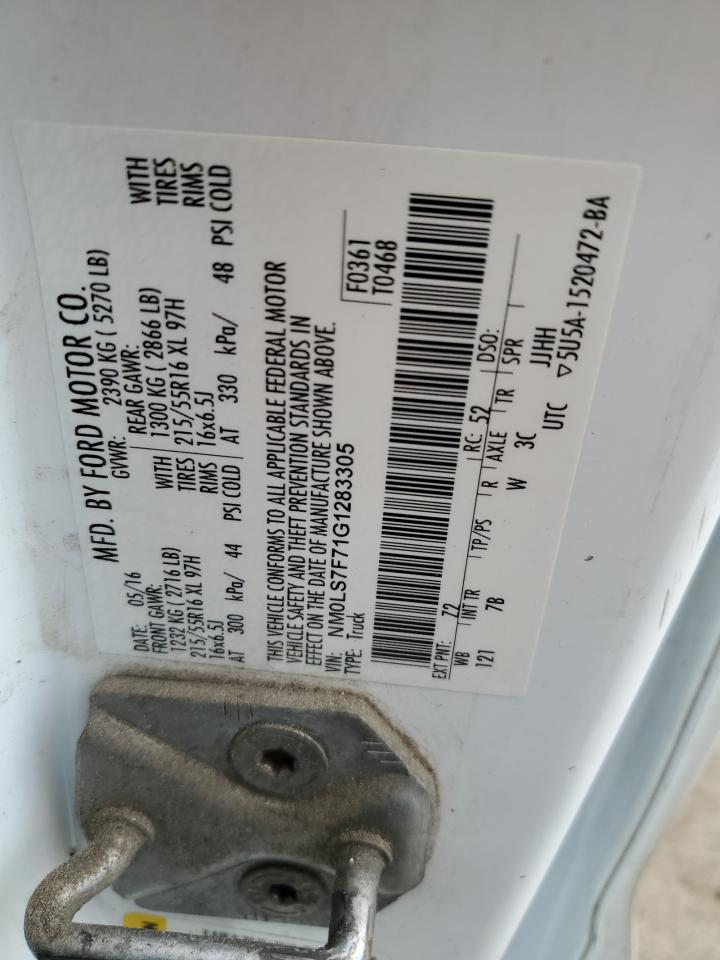 MFD. BY FORD MOTOR CO.
DATE: 05/16 GVWR: 2390 KG ( 5270 LB)
FRONT GAWR: REAR GAWR:
1232 KG ( 2716 LB) WITH 1300 KG ( 2866 LB) WITH
215/55R16 XL 97H TIRES 215/55R16 XL 97H TIRES
16x6.5J RIMS 16x6.5J RIMS
AT 300 kPa/ 44 PSI COLD AT 330 kPa/ 48 PSI COLD
THIS VEHICLE CONFORMS TO ALL APPLICABLE FEDERAL MOTOR
VEHICLE SAFETY AND THEFT PREVENTION STANDARDS IN
EFFECT ON THE DATE OF MANUFACTURE SHOWN ABOVE.
VIN: NM0LS7F71G1283305 F0361
TYPE: Truck T0468
EXT PNT: 72 RC: 52 DSO:
WB INT TR TP/PS R AXLE TR SPR
121 7B W 3C JJHH
UTC ▽5U5A-1520472-BA